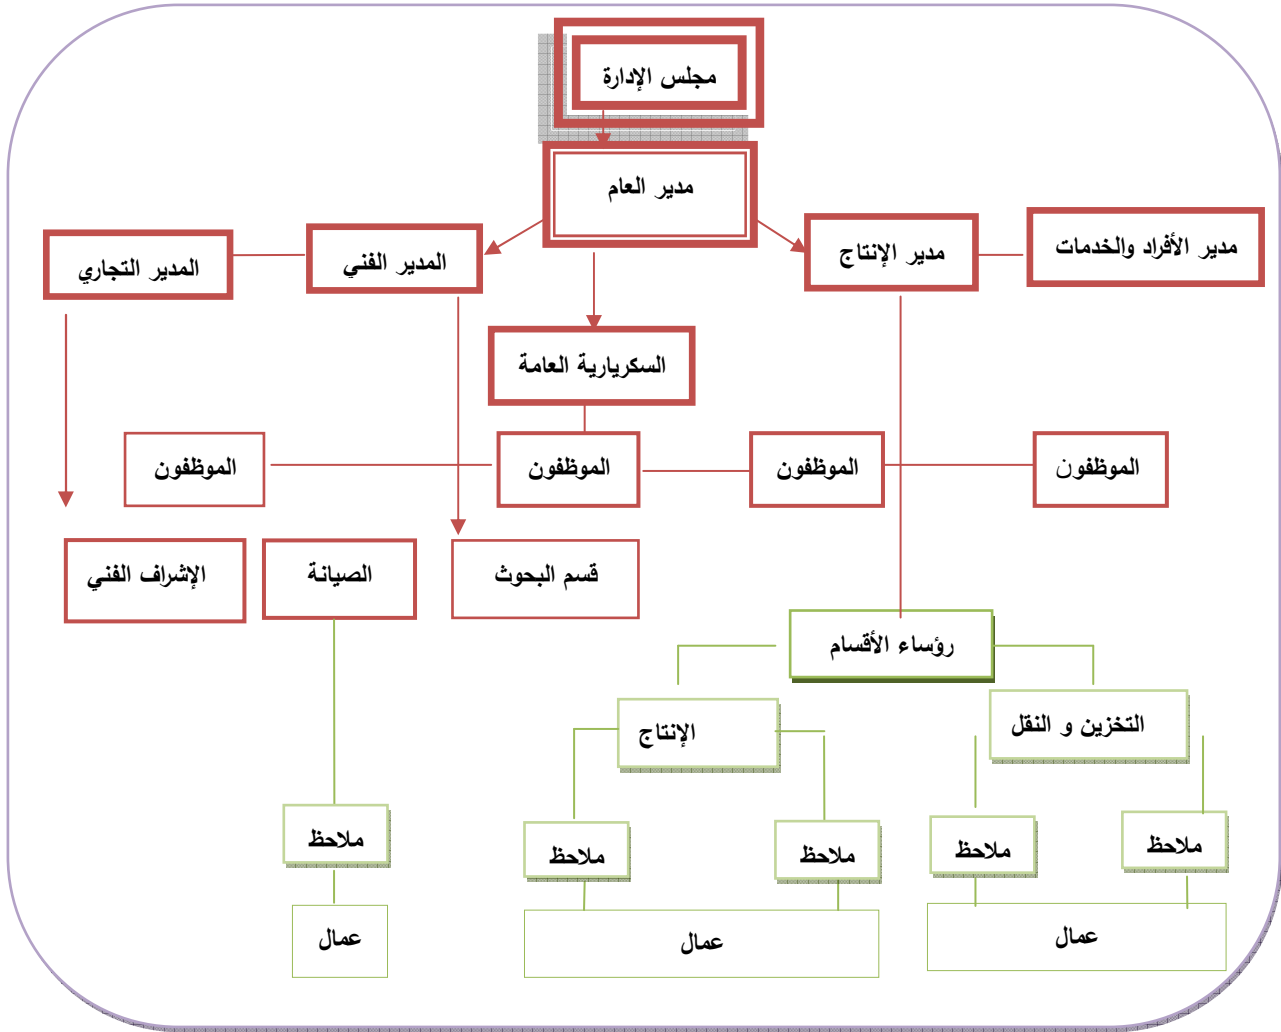 مجلس الإدارة
مدير العام
مدير الأفراد والخدمات
مدير الإنتاج
المدير الفني
المدير التجاري
السكريارية العامة
الموظفون
الموظفون
الموظفون
الموظفون
قسم البحوث
الصيانة
الإشراف الفني
رؤساء الأقسام
التخزين و النقل
الإنتاج
ملاحظ
ملاحظ
ملاحظ
ملاحظ
ملاحظ
عمال
عمال
عمال